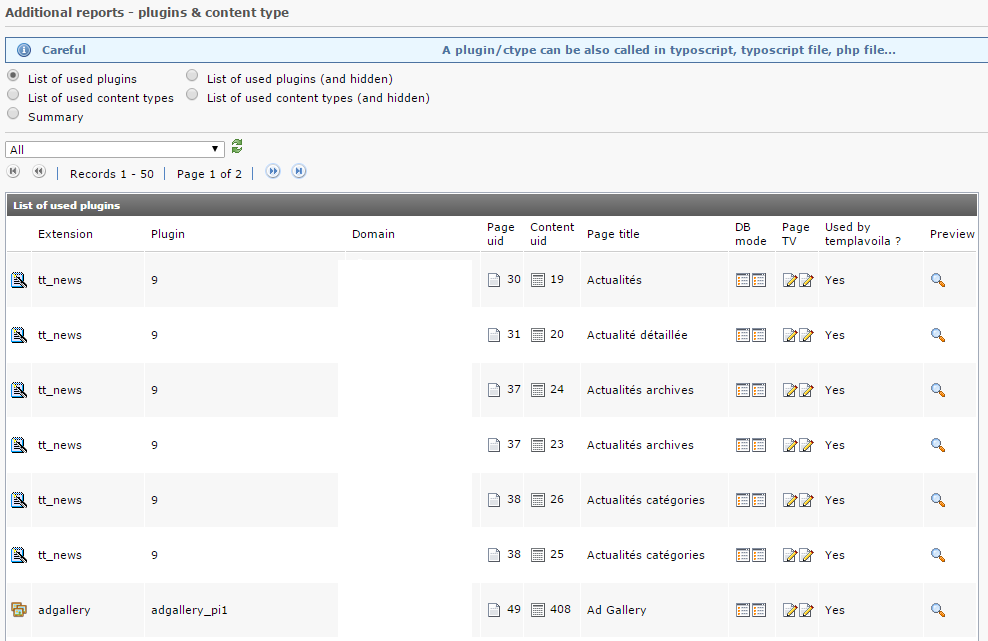 Additional reports - plugins & content type
Careful A plugin/ctype can be also called in typoscript, typoscript file, php file...
List of used plugins List of used plugins (and hidden)
List of used content types List of used content types (and hidden)
Summary
All
Records 1 - 50 Page 1 of 2
List of used plugins
Extension Plugin Domain Page uid Content uid Page title DB mode Page TV Used by templavoila ? Preview
tt_news 9 30 19 Actualités Yes
tt_news 9 31 20 Actualité détaillée Yes
tt_news 9 37 24 Actualités archives Yes
tt_news 9 37 23 Actualités archives Yes
tt_news 9 38 26 Actualités catégories Yes
tt_news 9 38 25 Actualités catégories Yes
adgallery adgallery_pi1 49 408 Ad Gallery Yes